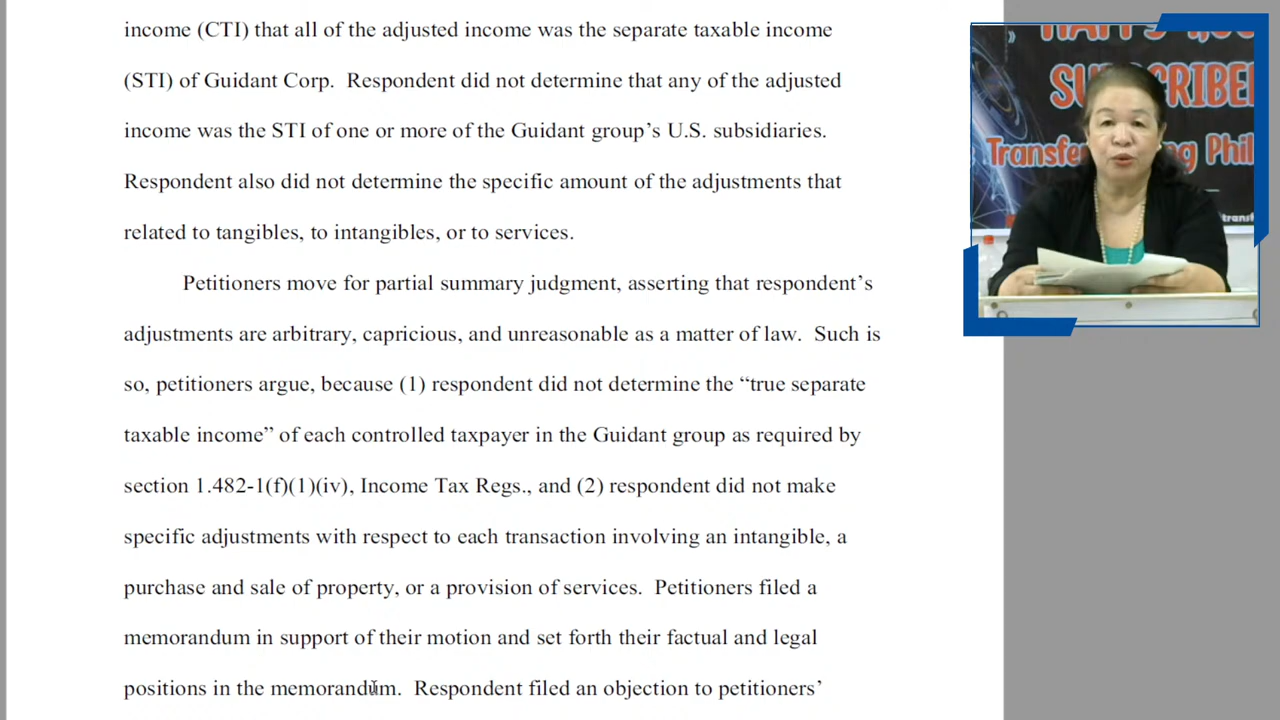 income (CTI) that all of the adjusted income was the separate taxable income
(STI) of Guidant Corp.  Respondent did not determine that any of the adjusted
income was the STI of one or more of the Guidant group’s U.S. subsidiaries.
Respondent also did not determine the specific amount of the adjustments that
related to tangibles, to intangibles, or to services.
Petitioners move for partial summary judgment, asserting that respondent’s
adjustments are arbitrary, capricious, and unreasonable as a matter of law.  Such is
so, petitioners argue, because (1) respondent did not determine the “true separate
taxable income” of each controlled taxpayer in the Guidant group as required by
section 1.482-1(f)(1)(iv), Income Tax Regs., and (2) respondent did not make
specific adjustments with respect to each transaction involving an intangible, a
purchase and sale of property, or a provision of services.  Petitioners filed a
memorandum in support of their motion and set forth their factual and legal
positions in the memorandum.  Respondent filed an objection to petitioners’